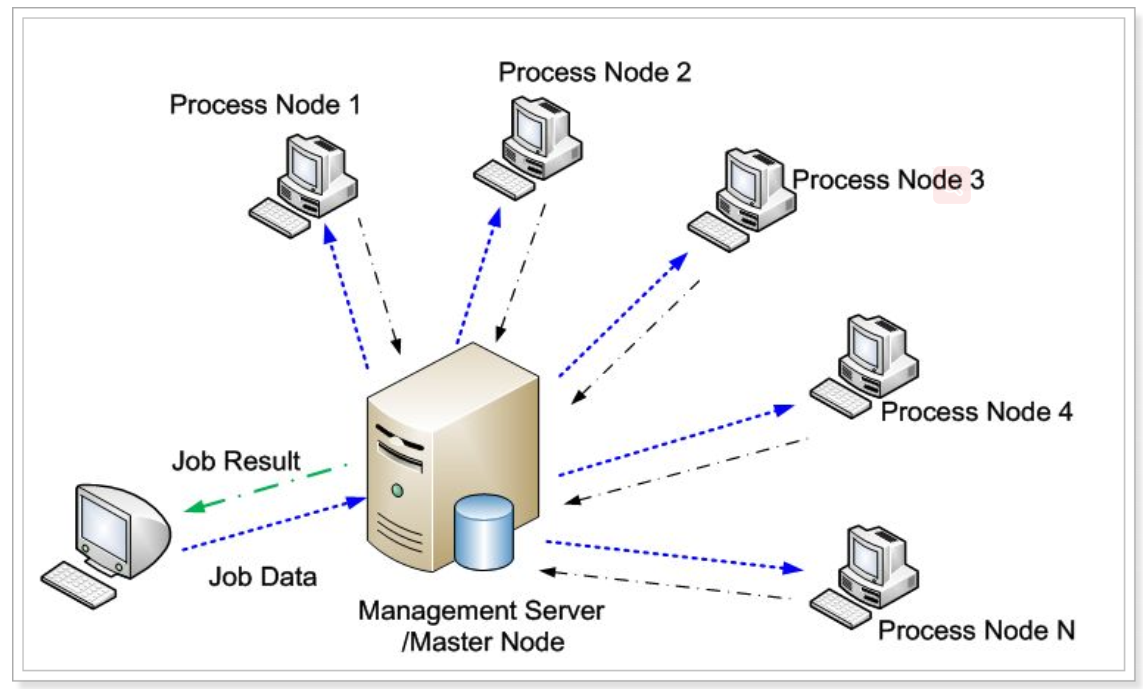 Process Node 1
Process Node 2
Process Node 3
Process Node 4
Job Result
Job Data
Management Server
/Master Node
Process Node N